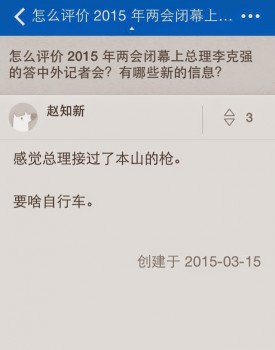 怎么评价 2015 年两会闭幕上…
怎么评价 2015 年两会闭幕上总理李克强
的答中外记者会？有哪些新的信息？
赵知新
3
感觉总理接过了本山的枪。
要啥自行车。
创建于 2015-03-15